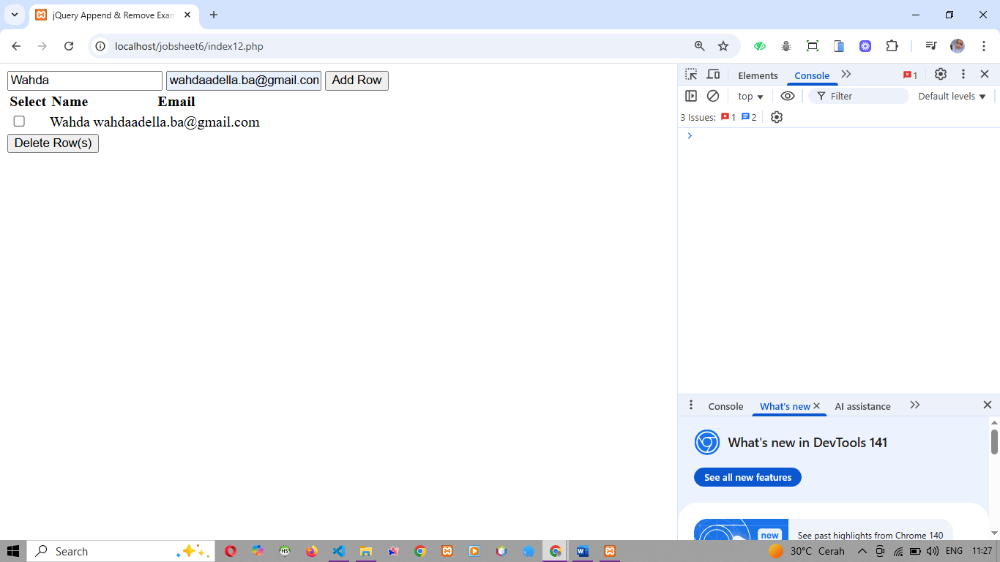 jQuery Append & Remove Exam
localhost/jobsheet6/index12.php
Wahda wahdaadella.ba@gmail.com Add Row
Select Name Email
Wahda wahdaadella.ba@gmail.com
Delete Row(s)
Elements Console 1
top Filter Default levels
3 Issues: 1 2
Console What's new AI assistance
What's new in DevTools 141
See all new features
new
See past highlights from Chrome 140
Search
30°C Cerah ENG 11:27